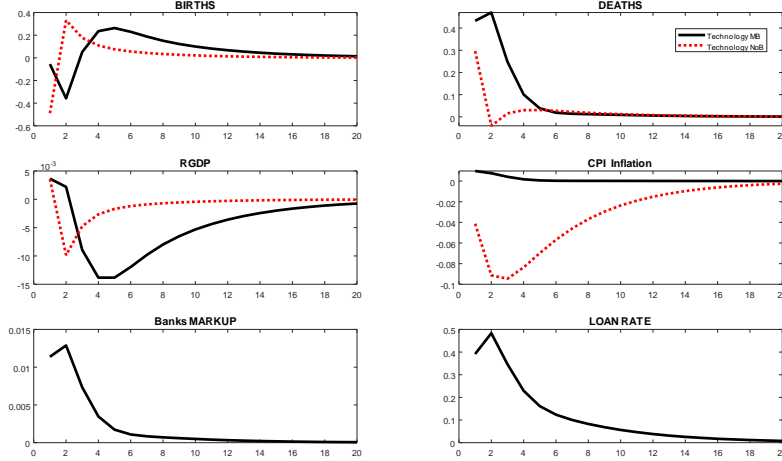 BIRTHS
0.4
0.2
0
-0.2
-0.4
-0.6
0 2 4 6 8 10 12 14 16 18 20
DEATHS
Technology MB
Technology NoB
0.4
0.3
0.2
0.1
0
0 2 4 6 8 10 12 14 16 18 20
RGDP
10^-3
5
0
-5
-10
-15
0 2 4 6 8 10 12 14 16 18 20
CPI Inflation
0
-0.02
-0.04
-0.06
-0.08
-0.1
0 2 4 6 8 10 12 14 16 18 20
Banks MARKUP
0.015
0.01
0.005
0
0 2 4 6 8 10 12 14 16 18 20
LOAN RATE
0.5
0.4
0.3
0.2
0.1
0
0 2 4 6 8 10 12 14 16 18 20